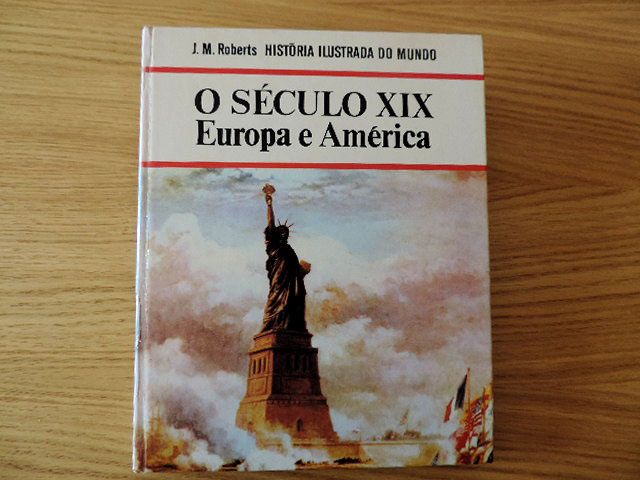 J. M. Roberts HISTÓRIA ILUSTRADA DO MUNDO
O SÉCULO XIX
Europa e América